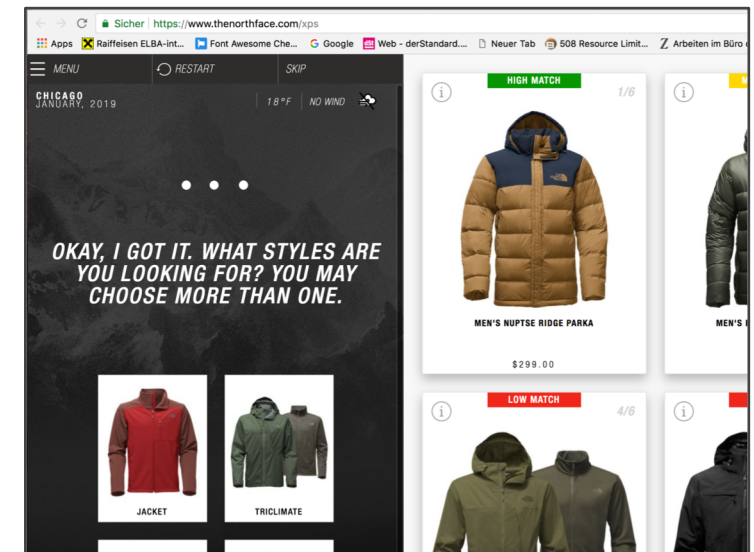 Sicher https://www.thenorthface.com/xps
Apps Raiffeisen ELBA-int... Font Awesome Che... Google Web - derStandard.... Neuer Tab 508 Resource Limit... Arbeiten im Büro
MENU RESTART SKIP
CHICAGO
JANUARY, 2019
18°F NO WIND
OKAY, I GOT IT. WHAT STYLES ARE
YOU LOOKING FOR? YOU MAY
CHOOSE MORE THAN ONE.
JACKET TRICLIMATE
HIGH MATCH
1/6
MEN'S NUPTSE RIDGE PARKA
$299.00
MEN'S
LOW MATCH
4/6